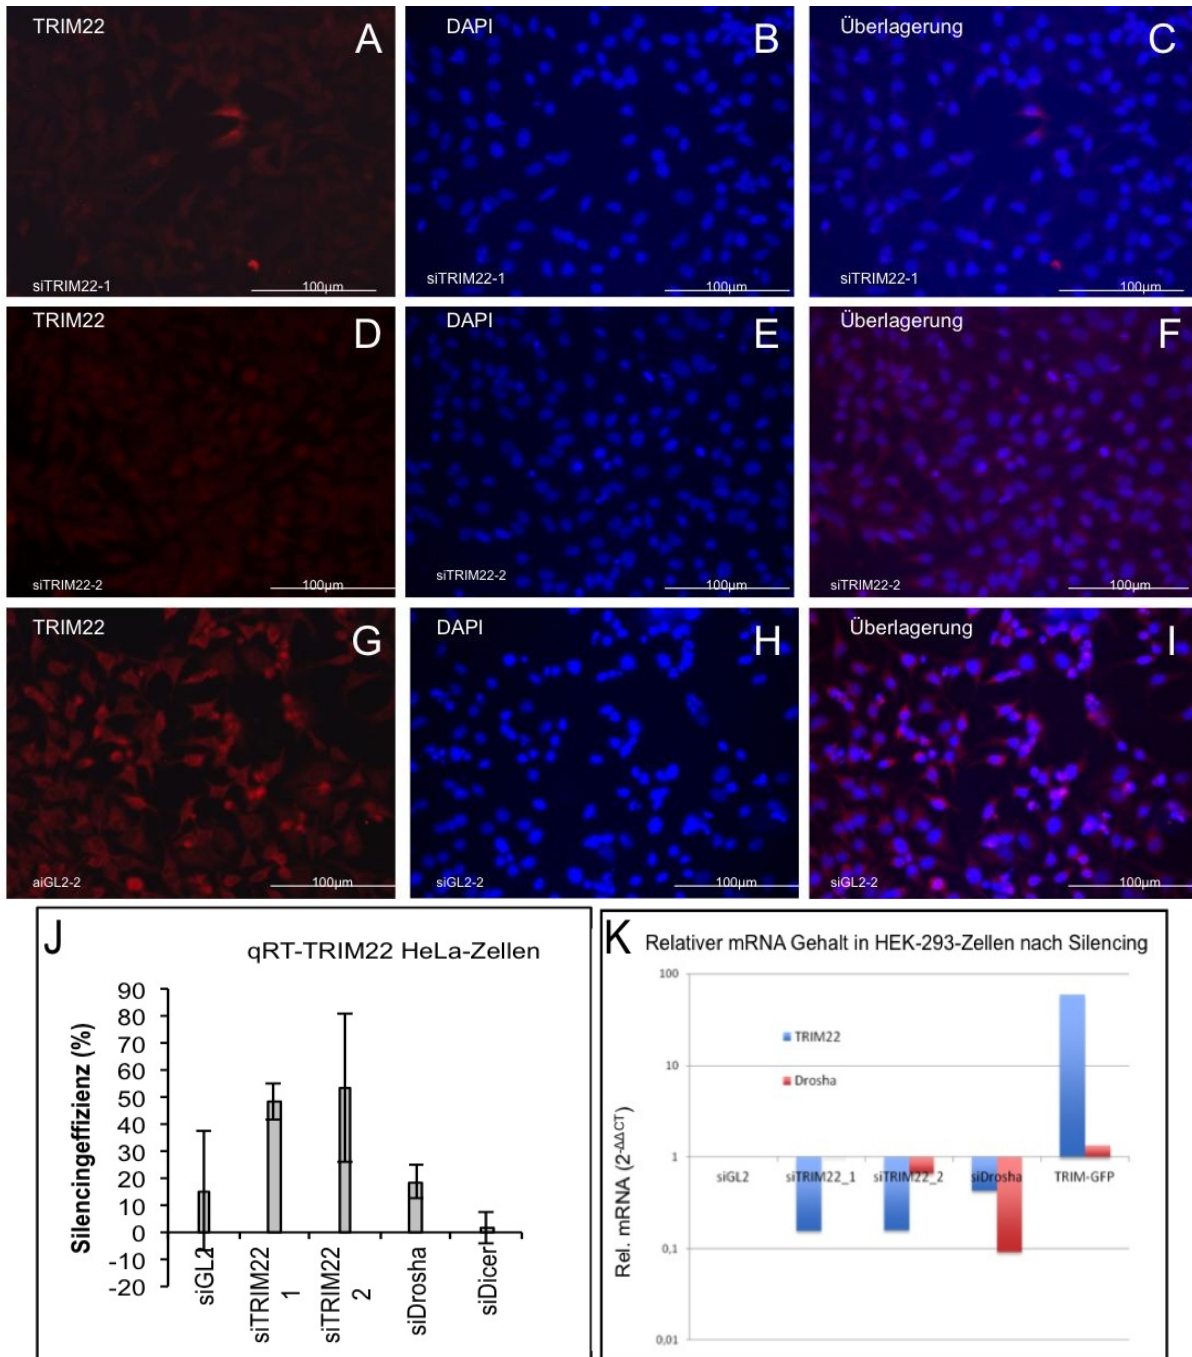 TRIM22
A
siTRIM22-1
100µm
DAPI
B
siTRIM22-1
100µm
Überlagerung
C
siTRIM22-1
100µm
TRIM22
D
siTRIM22-2
100µm
DAPI
E
siTRIM22-2
100µm
Überlagerung
F
siTRIM22-2
100µm
TRIM22
G
aiGL2-2
100µm
DAPI
H
siGL2-2
100µm
Überlagerung
I
siGL2-2
100µm
J
qRT-TRIM22 HeLa-Zellen
Silencingeffizienz (%)
90
80
70
60
50
40
30
20
10
0
-10
-20
siGL2
siTRIM22
1
siTRIM22
2
siDrosha
siDicer
K
Relativer mRNA Gehalt in HEK-293-Zellen nach Silencing
Rel. mRNA (2-ΔΔCT)
100
10
1
0,1
0,01
TRIM22
Drosha
siGL2
siTRIM22_1
siTRIM22_2
siDrosha
TRIM-GFP